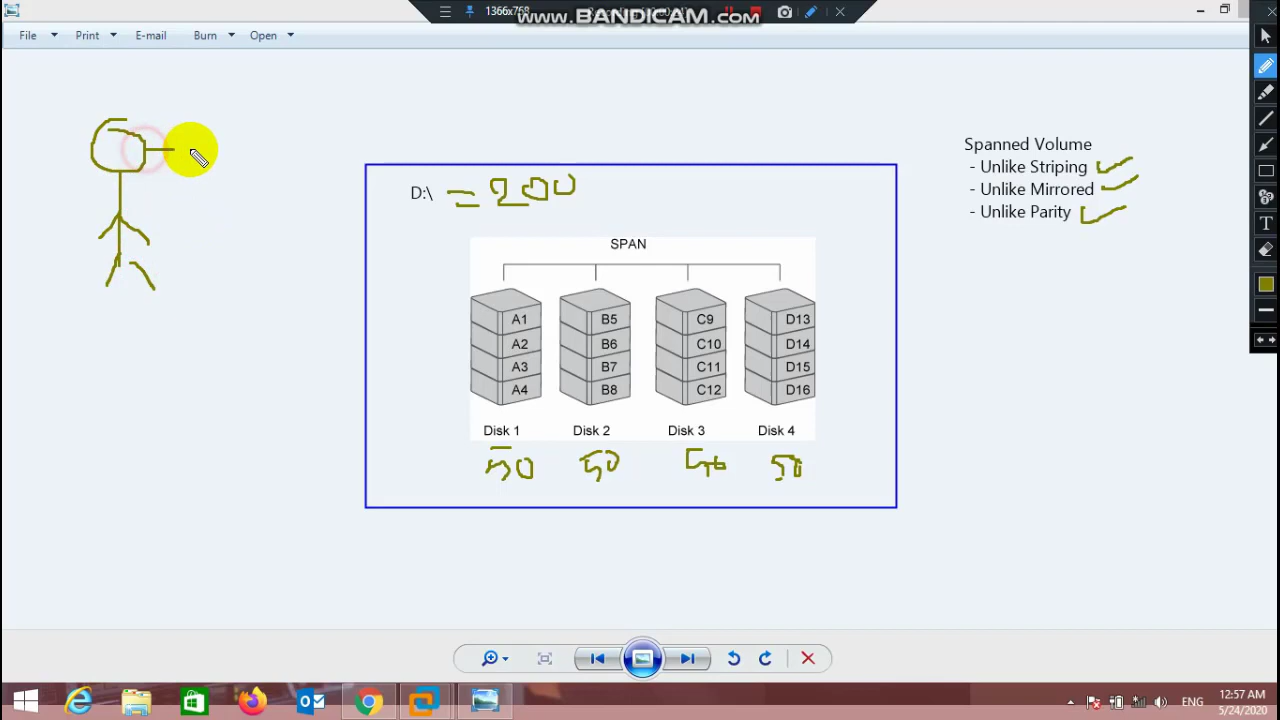 1366x768
www.BANDICAM.com
File Print E-mail Burn Open
Spanned Volume
- Unlike Striping
- Unlike Mirrored
- Unlike Parity
D:\ = 200
SPAN
A1 B5 C9 D13
A2 B6 C10 D14
A3 B7 C11 D15
A4 B8 C12 D16
Disk 1 Disk 2 Disk 3 Disk 4
50 50 50 50
T
ENG
12:57 AM
5/24/2020